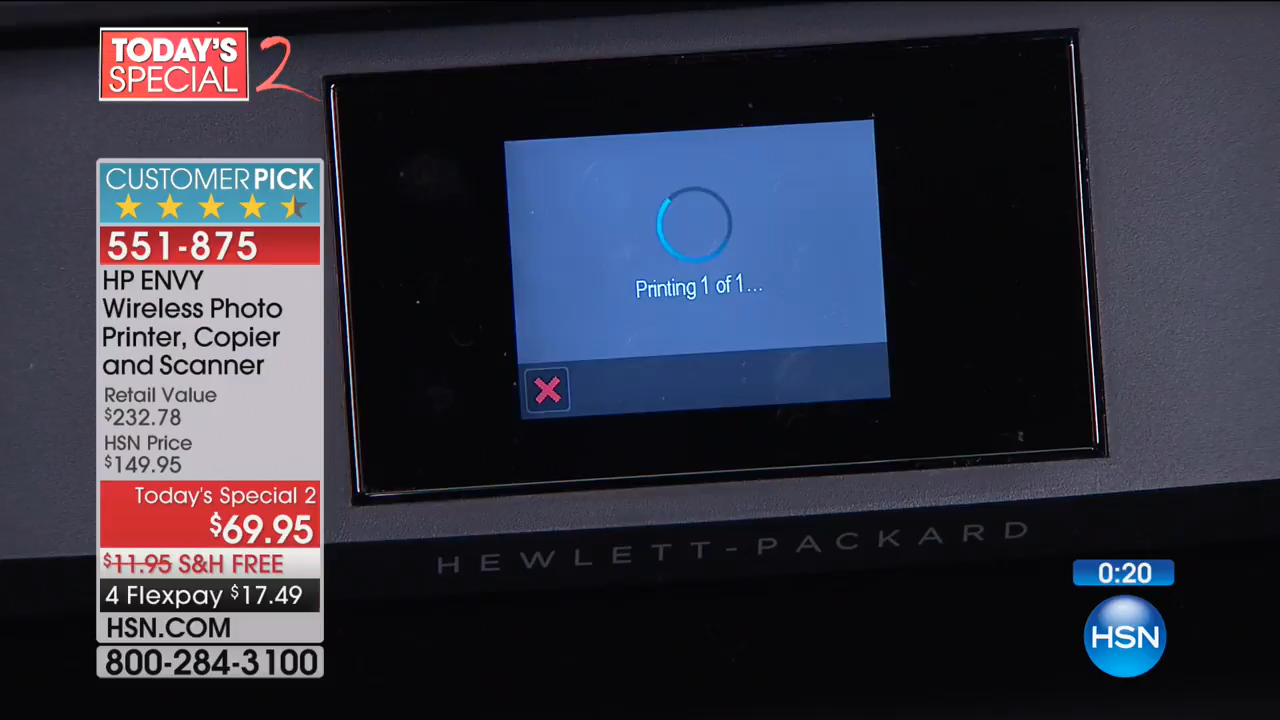 TODAY'S
SPECIAL 2
CUSTOMER PICK
551-875
HP ENVY
Wireless Photo
Printer, Copier
and Scanner
Retail Value
$232.78
HSN Price
$149.95
Today's Special 2
$69.95
$11.95 S&H FREE
4 Flexpay $17.49
HSN.COM
800-284-3100
Printing 1 of 1...
HEWLETT-PACKARD
0:20
HSN